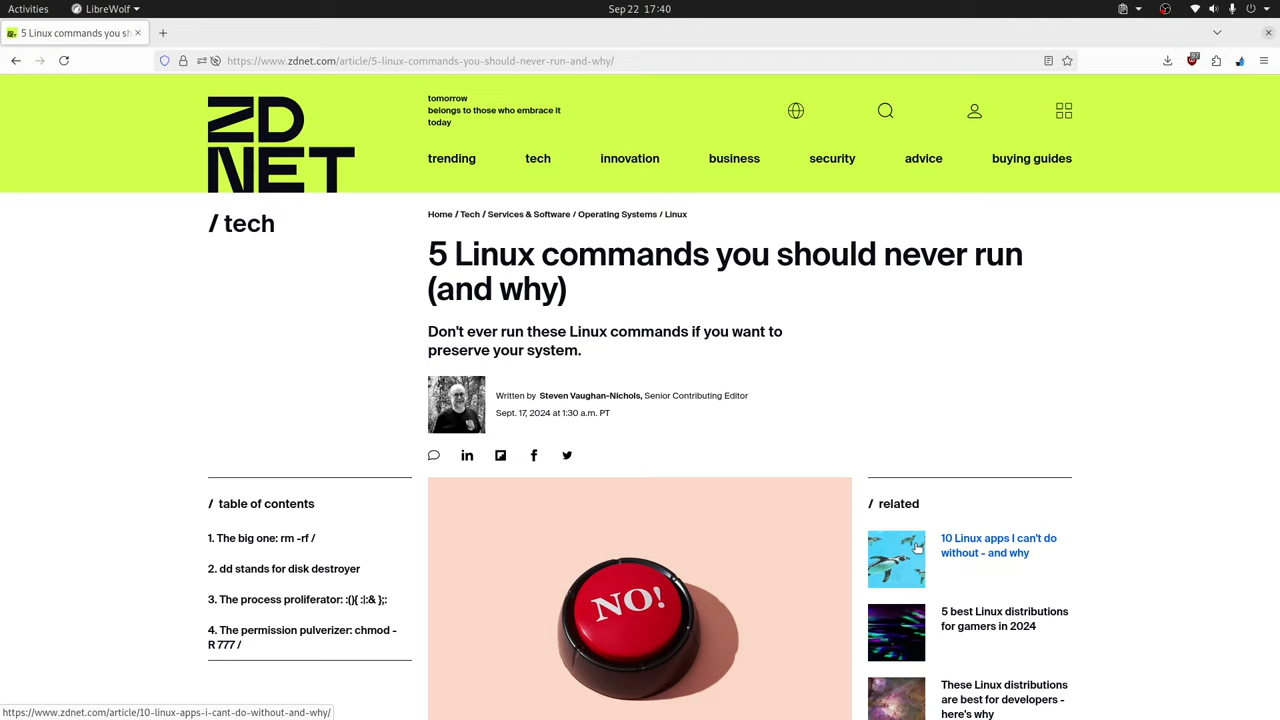 Activities
LibreWolf
Sep 22 17:40
5 Linux commands you sh
https://www.zdnet.com/article/5-linux-commands-you-should-never-run-and-why/
97
ZD
NET
tomorrow
belongs to those who embrace it
today
trending tech innovation business security advice buying guides
/ tech
Home / Tech / Services & Software / Operating Systems / Linux
5 Linux commands you should never run
(and why)
Don't ever run these Linux commands if you want to
preserve your system.
Written by Steven Vaughan-Nichols, Senior Contributing Editor
Sept. 17, 2024 at 1:30 a.m. PT
/ table of contents
1. The big one: rm -rf /
2. dd stands for disk destroyer
3. The process proliferator: :(){ :|:& };:
4. The permission pulverizer: chmod -
R 777 /
NO!
/ related
10 Linux apps I can't do
without - and why
5 best Linux distributions
for gamers in 2024
These Linux distributions
are best for developers -
here's why
https://www.zdnet.com/article/10-linux-apps-i-cant-do-without-and-why/